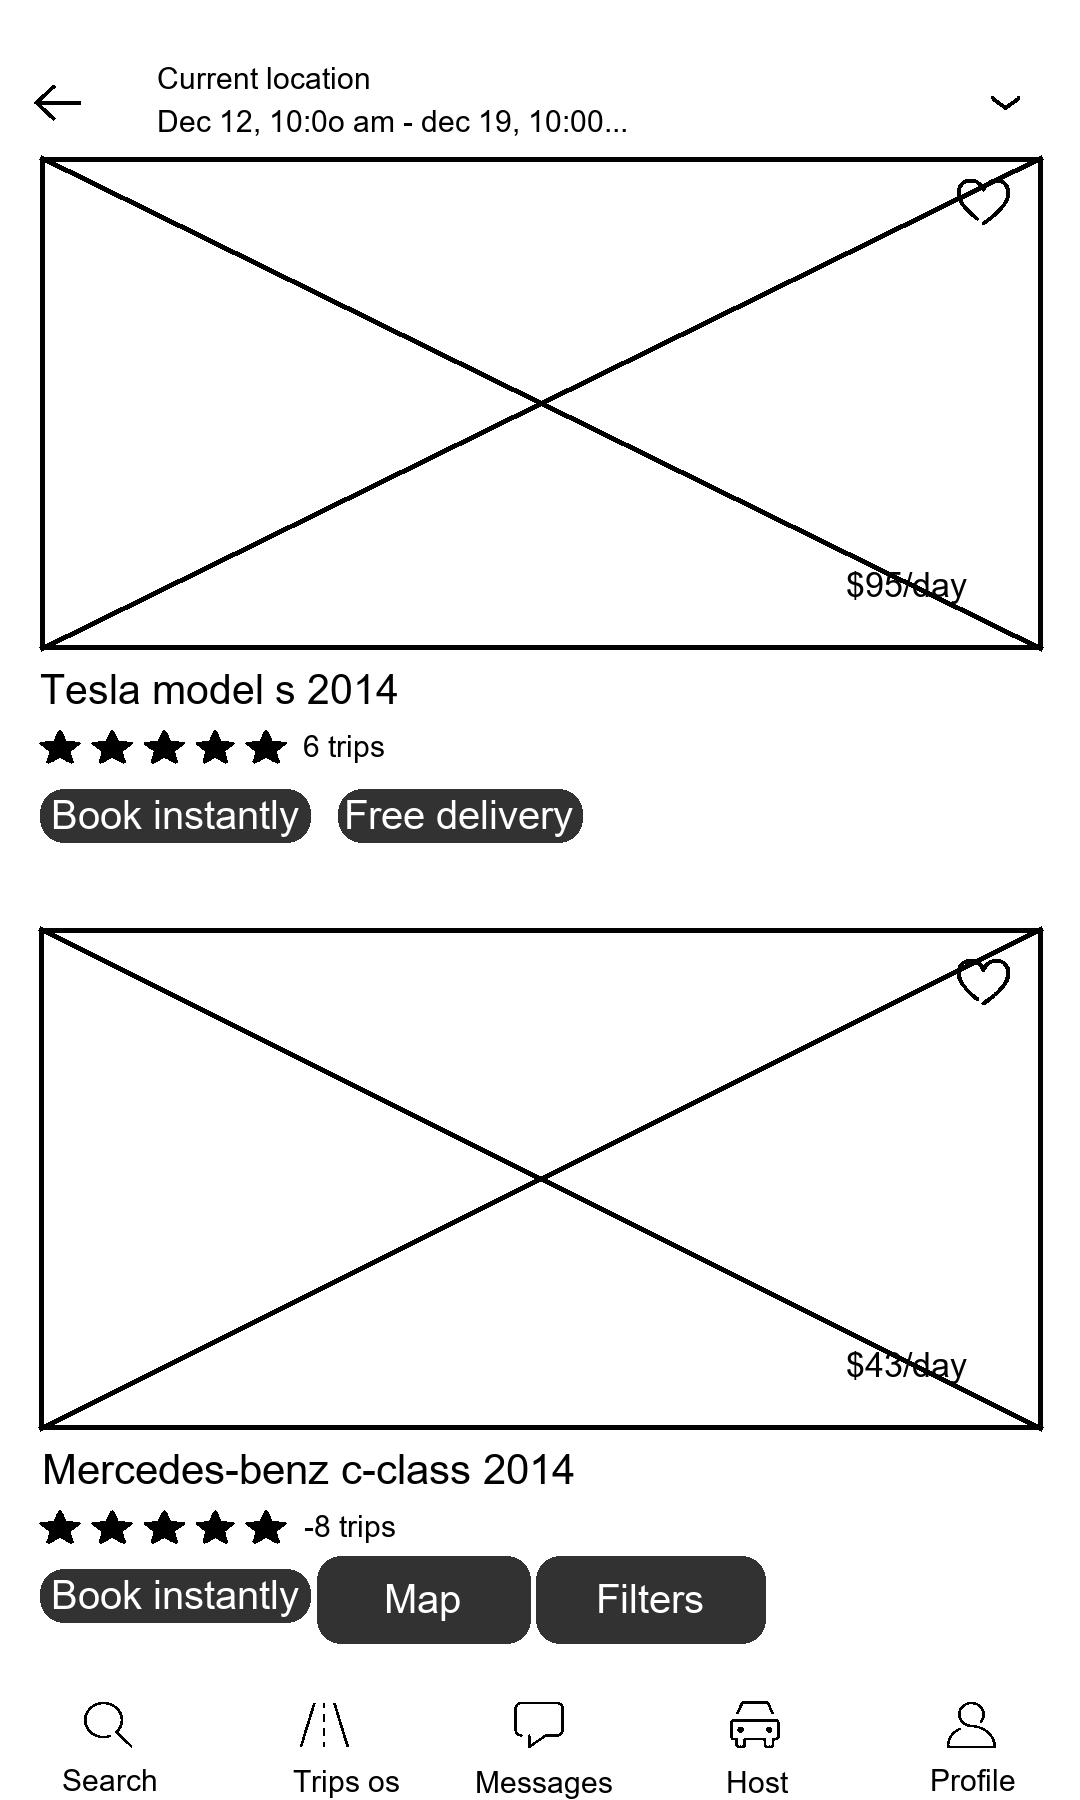 Current location
Dec 12, 10:0o am - dec 19, 10:00...
$95/day
Tesla model s 2014
6 trips
Book instantly Free delivery
$43/day
Mercedes-benz c-class 2014
-8 trips
Book instantly Map Filters
Search Trips os Messages Host Profile